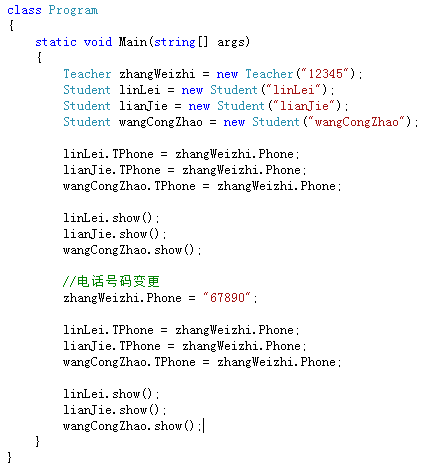 class Program
{
    static void Main(string[] args)
    {
        Teacher zhangWeizhi = new Teacher("12345");
        Student linLei = new Student("linLei");
        Student lianJie = new Student("lianJie");
        Student wangCongZhao = new Student("wangCongZhao");

        linLei.TPhone = zhangWeizhi.Phone;
        lianJie.TPhone = zhangWeizhi.Phone;
        wangCongZhao.TPhone = zhangWeizhi.Phone;

        linLei.show();
        lianJie.show();
        wangCongZhao.show();

        //电话号码变更
        zhangWeizhi.Phone = "67890";

        linLei.TPhone = zhangWeizhi.Phone;
        lianJie.TPhone = zhangWeizhi.Phone;
        wangCongZhao.TPhone = zhangWeizhi.Phone;

        linLei.show();
        lianJie.show();
        wangCongZhao.show();
    }
}